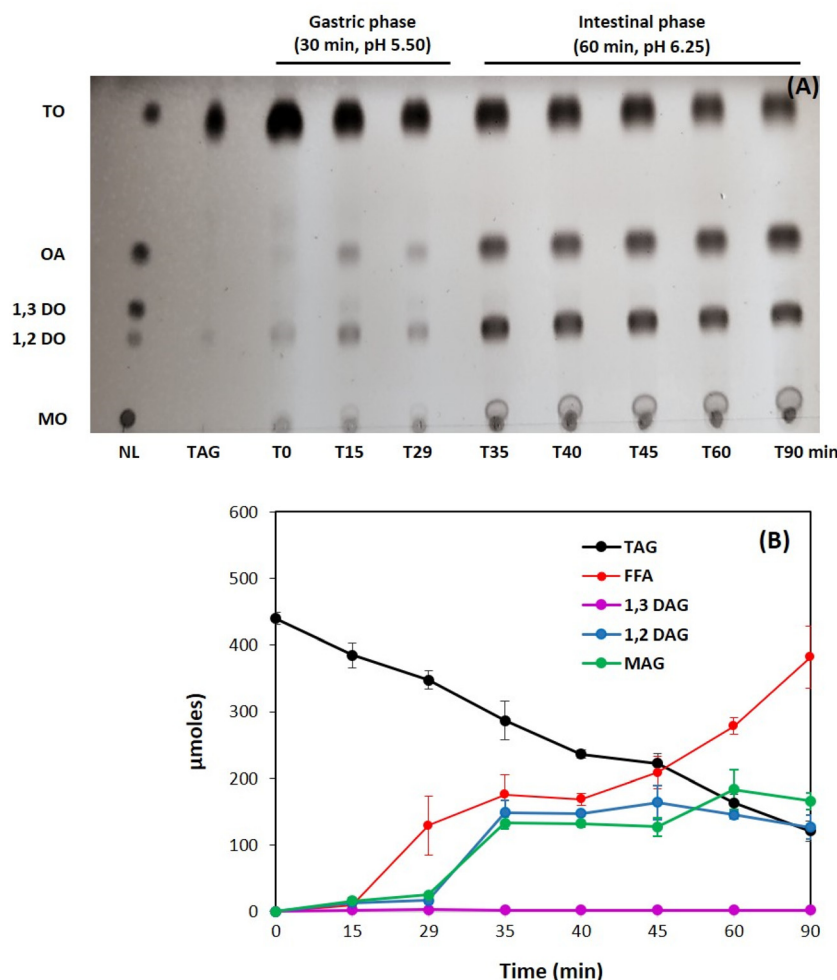 Gastric phase
(30 min, pH 5.50)
Intestinal phase
(60 min, pH 6.25)
(A)
TO
OA
1,3 DO
1,2 DO
MO
NL TAG T0 T15 T29 T35 T40 T45 T60 T90 min
(B)
600
500
400
300
200
100
0
µmoles
TAG
FFA
1,3 DAG
1,2 DAG
MAG
0 15 29 35 40 45 60 90
Time (min)